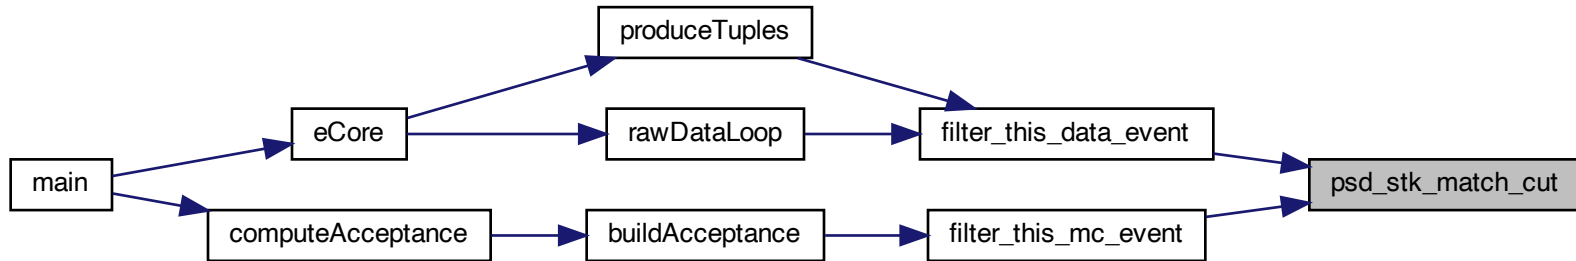 produceTuples
eCore
rawDataLoop
filter_this_data_event
main
psd_stk_match_cut
computeAcceptance
buildAcceptance
filter_this_mc_event